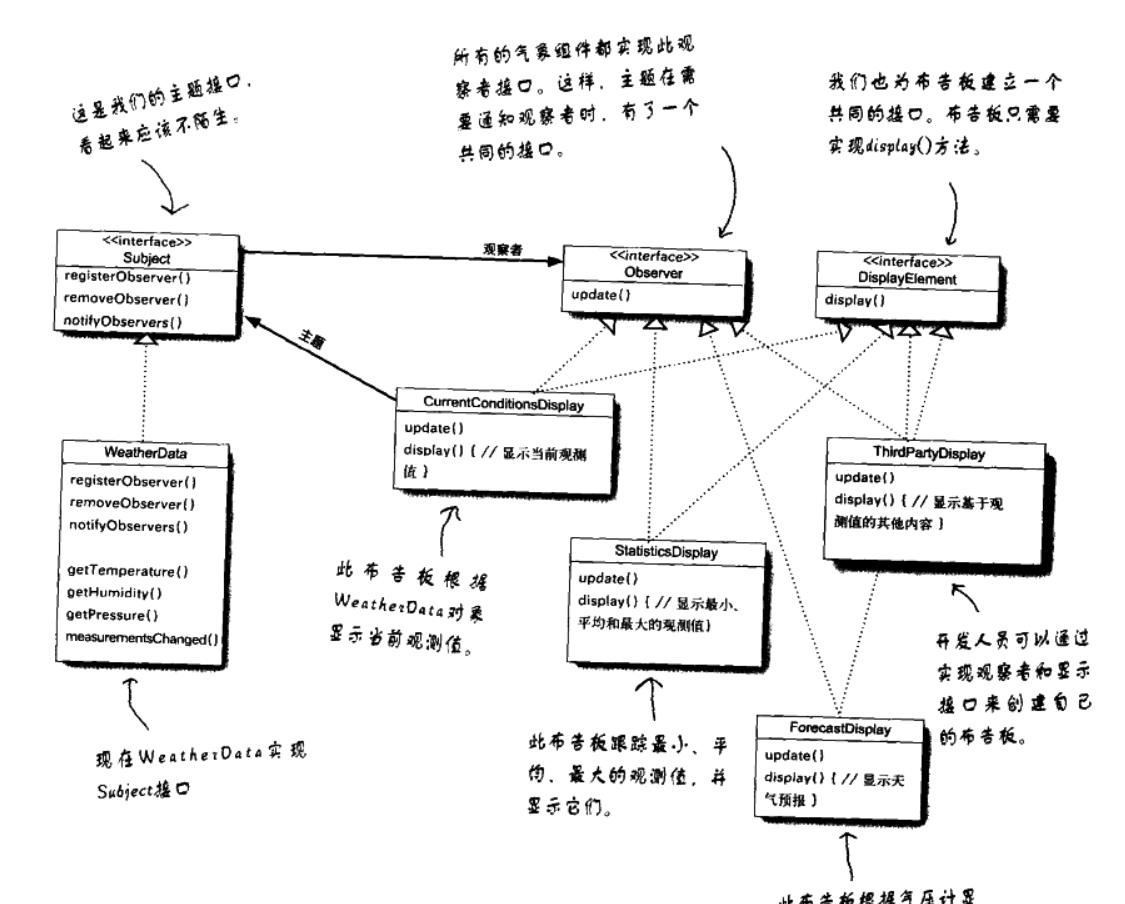 这是我们的主题接口，
看起来应该不陌生。
所有的气象组件都实现此观
察者接口。这样，主题在需
要通知观察者时，有了一个
共同的接口。
我们也为布告板建立一个
共同的接口。布告板只需要
实现display()方法。
<<interface>>
Subject
registerObserver()
removeObserver()
notifyObservers()
观察者
<<interface>>
Observer
update()
<<interface>>
DisplayElement
display()
主题
CurrentConditionsDisplay
update()
display() { // 显示当前观测
值 }
WeatherData
registerObserver()
removeObserver()
notifyObservers()
getTemperature()
getHumidity()
getPressure()
measurementsChanged()
ThirdPartyDisplay
update()
display() { // 显示基于观
测值的其他内容 }
StatisticsDisplay
update()
display() { // 显示最小、
平均和最大的观测值}
此布告板根据
WeatherData对象
显示当前观测值。
开发人员可以通过
实现观察者和显示
接口来创建自己
的布告板。
现在WeatherData实现
Subject接口
此布告板跟踪最小、平
均、最大的观测值，并
显示它们。
ForecastDisplay
update()
display() { // 显示天
气预报 }
此布告板根据气压计显